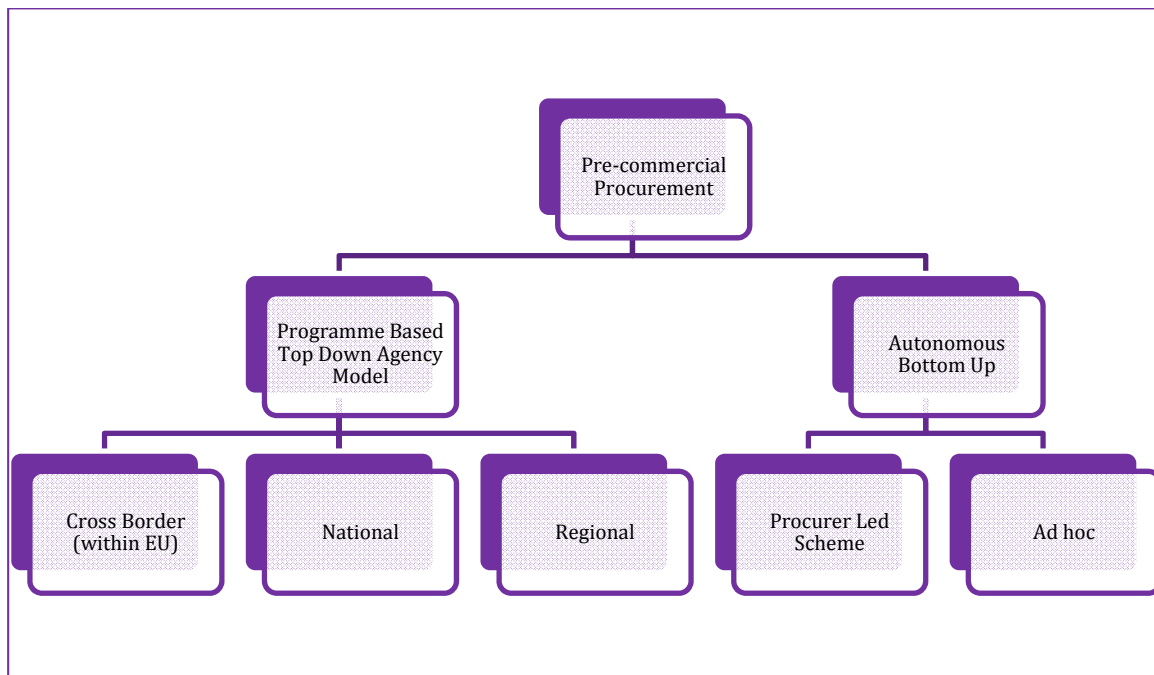 Pre-commercial
Procurement
Programme Based
Top Down Agency
Model
Autonomous
Bottom Up
Cross Border
(within EU)
National
Regional
Procurer Led
Scheme
Ad hoc